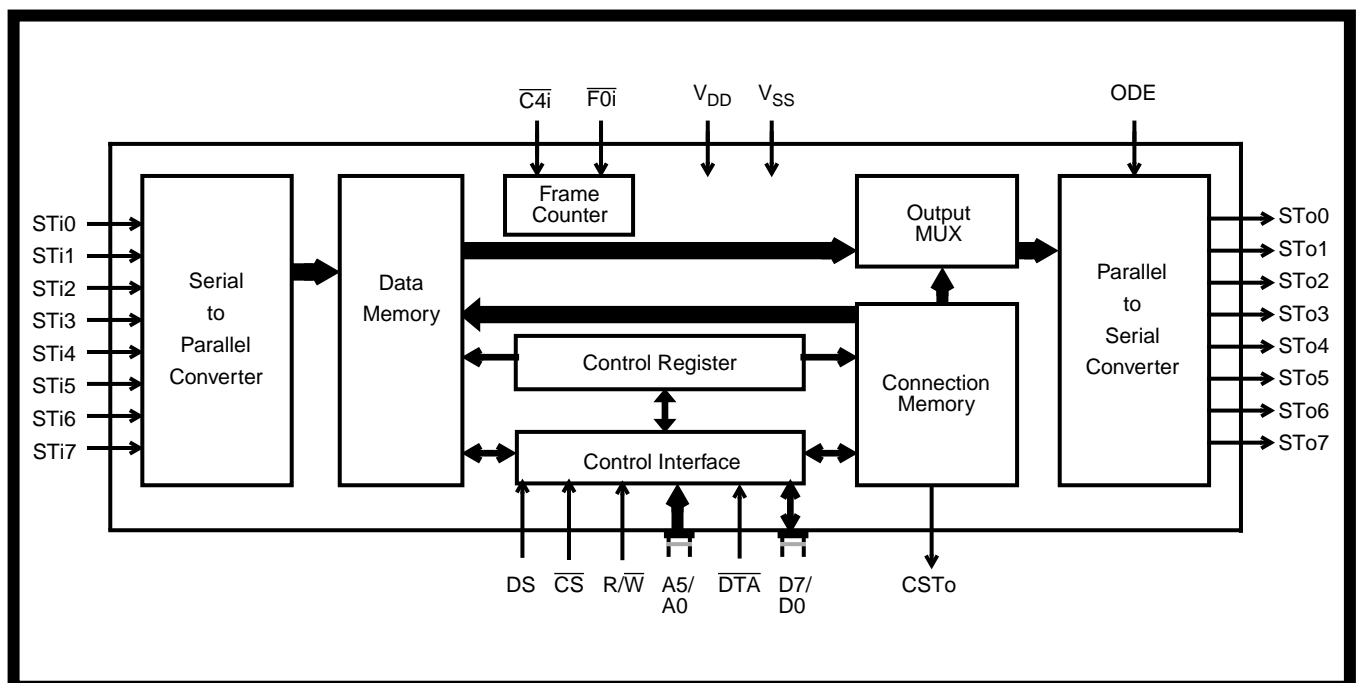 C4i
F0i
VDD
VSS
ODE
STi0
STi1
STi2
STi3
STi4
STi5
STi6
STi7
Serial
to
Parallel
Converter
Data
Memory
Frame
Counter
Control Register
Control Interface
Output
MUX
Connection
Memory
Parallel
to
Serial
Converter
STo0
STo1
STo2
STo3
STo4
STo5
STo6
STo7
DS
CS
R/W
A5/
A0
DTA
D7/
D0
CSTo